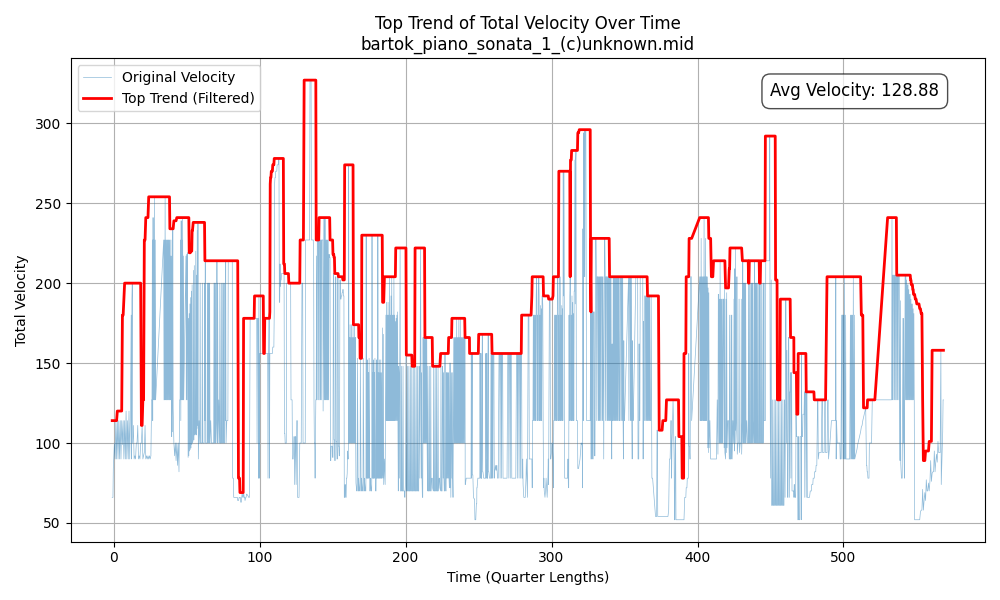 Top Trend of Total Velocity Over Time
bartok_piano_sonata_1_(c)unknown.mid
Original Velocity
Top Trend (Filtered)
Avg Velocity: 128.88
Total Velocity
300
250
200
150
100
50
0
100
200
300
400
500
Time (Quarter Lengths)